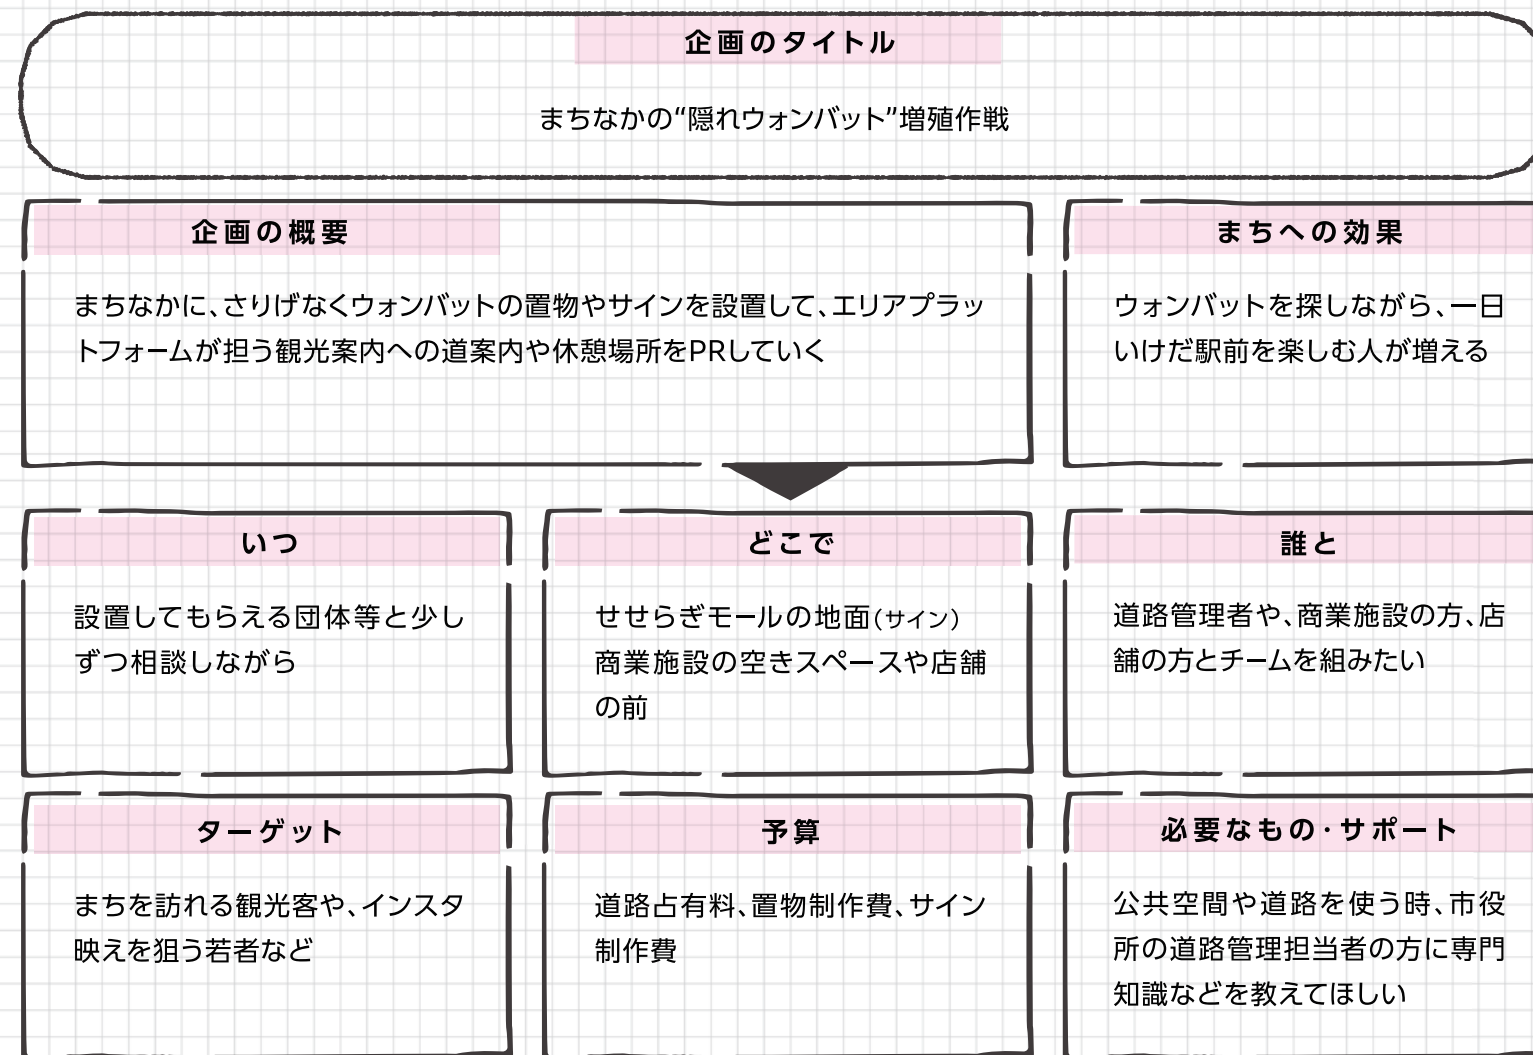 企画のタイトル
まちなかの“隠れウォンバット”増殖作戦
企画の概要
まちなかに、さりげなくウォンバットの置物やサインを設置して、エリアプラッ
トフォームが担う観光案内への道案内や休憩場所をPRしていく
まちへの効果
ウォンバットを探しながら、一日
いけだ駅前を楽しむ人が増える
いつ
設置してもらえる団体等と少し
ずつ相談しながら
どこで
せせらぎモールの地面（サイン）
商業施設の空きスペースや店舗
の前
誰と
道路管理者や、商業施設の方、店
舗の方とチームを組みたい
ターゲット
まちを訪れる観光客や、インスタ
映えを狙う若者など
予算
道路占有料、置物制作費、サイン
制作費
必要なもの・サポート
公共空間や道路を使う時、市役
所の道路管理担当者の方に専門
知識などを教えてほしい